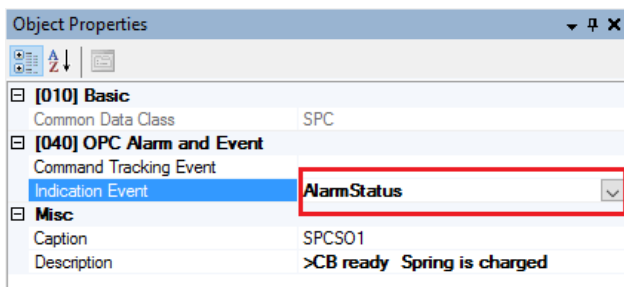 Object Properties
[010] Basic
Common Data Class SPC
[040] OPC Alarm and Event
Command Tracking Event
Indication Event AlarmStatus
Misc
Caption SPCSO1
Description >CB ready Spring is charged